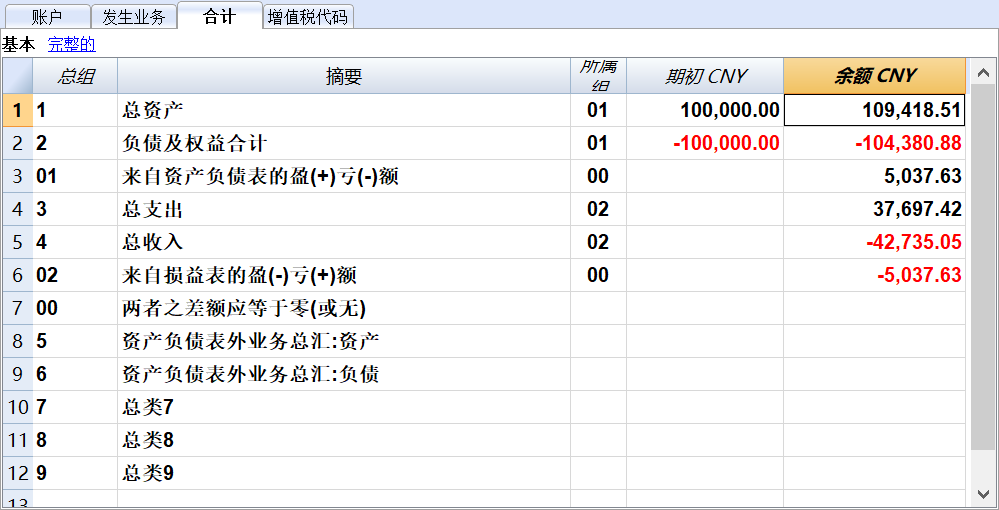 账户 发生业务 合计 增值税代码
基本 完整的
总组 摘要 所属组 期初 CNY 余额 CNY
1 1 总资产 01 100,000.00 109,418.51
2 2 负债及权益合计 01 -100,000.00 -104,380.88
3 01 来自资产负债表的盈(+)亏(-)额 00 5,037.63
4 3 总支出 02 37,697.42
5 4 总收入 02 -42,735.05
6 02 来自损益表的盈(-)亏(+)额 00 -5,037.63
7 00 两者之差额应等于零(或无)
8 5 资产负债表外业务总汇:资产
9 6 资产负债表外业务总汇:负债
10 7 总类7
11 8 总类8
12 9 总类9
13